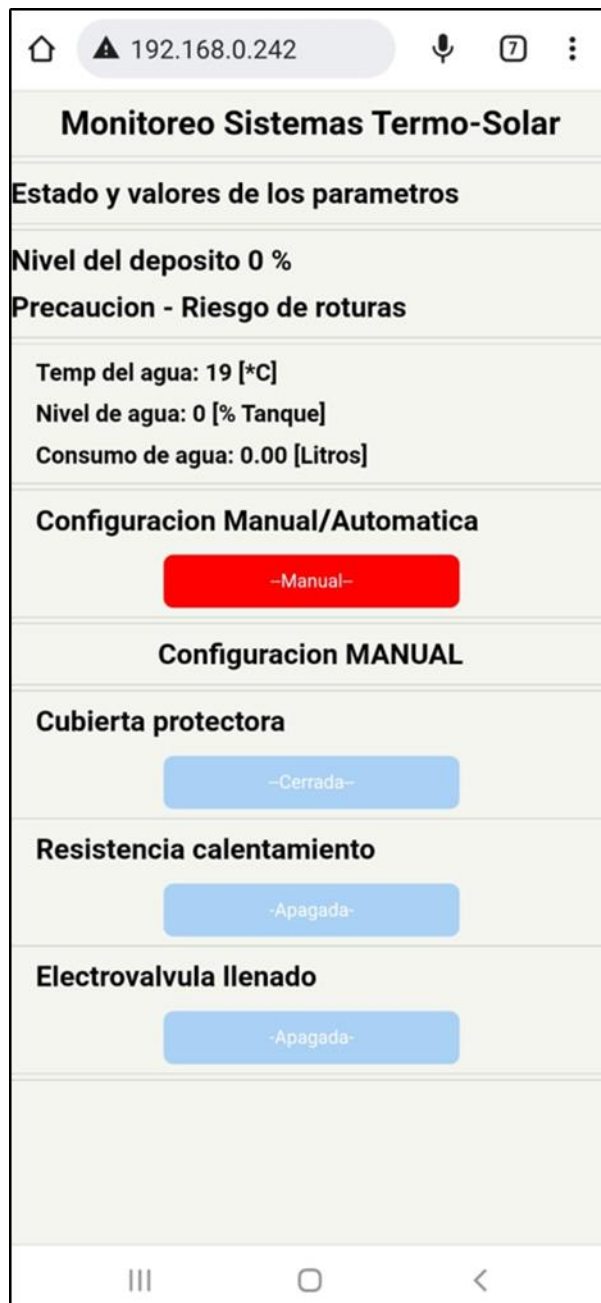 192.168.0.242
7
Monitoreo Sistemas Termo-Solar
Estado y valores de los parametros
Nivel del deposito 0 %
Precaucion - Riesgo de roturas
Temp del agua: 19 [*C]
Nivel de agua: 0 [% Tanque]
Consumo de agua: 0.00 [Litros]
Configuracion Manual/Automatica
--Manual--
Configuracion MANUAL
Cubierta protectora
--Cerrada--
Resistencia calentamiento
-Apagada-
Electrovalvula llenado
-Apagada-